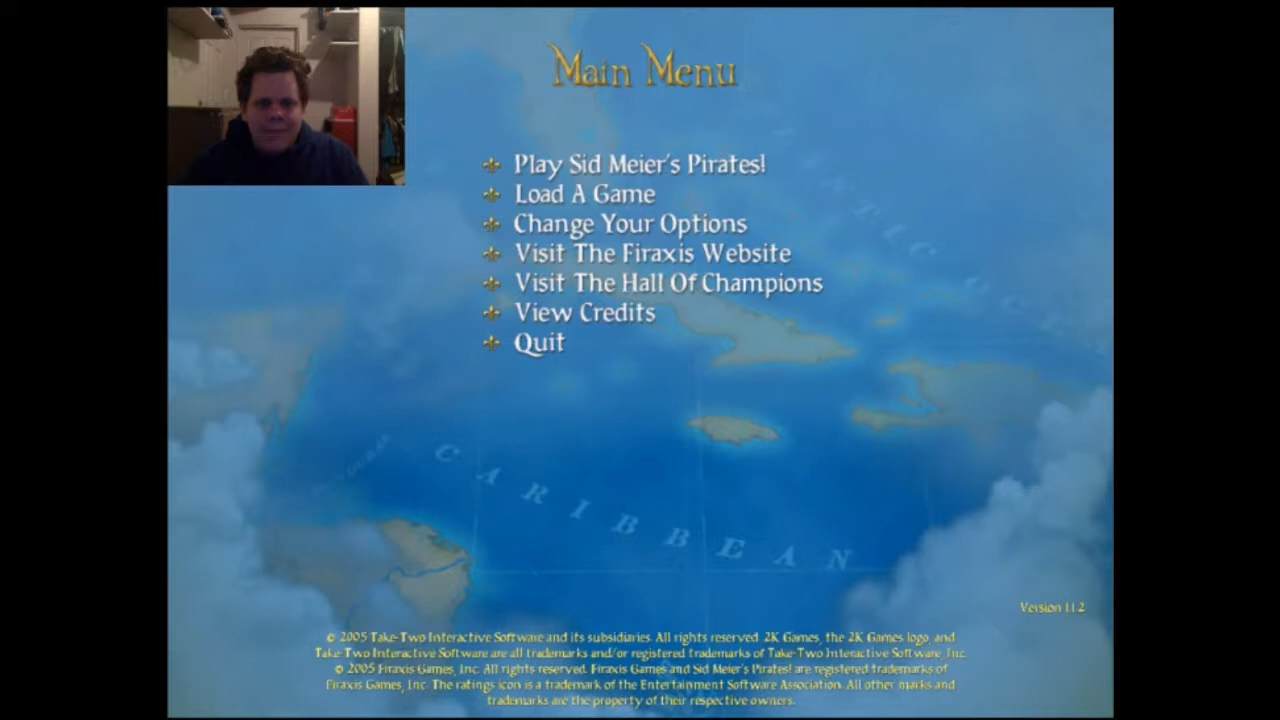 Main Menu
Play Sid Meier's Pirates!
Load A Game
Change Your Options
Visit The Firaxis Website
Visit The Hall Of Champions
View Credits
Quit
CARIBBEAN
Version 1.1.2
© 2005 Take-Two Interactive Software and its subsidiaries. All rights reserved. 2K Games, the 2K Games logo, and
Take-Two Interactive Software are all trademarks and/or registered trademarks of Take-Two Interactive Software, Inc.
© 2005 Firaxis Games, Inc. All rights reserved. Firaxis Games and Sid Meier's Pirates! are registered trademarks of
Firaxis Games, Inc. The ratings icon is a trademark of the Entertainment Software Association. All other marks and
trademarks are the property of their respective owners.